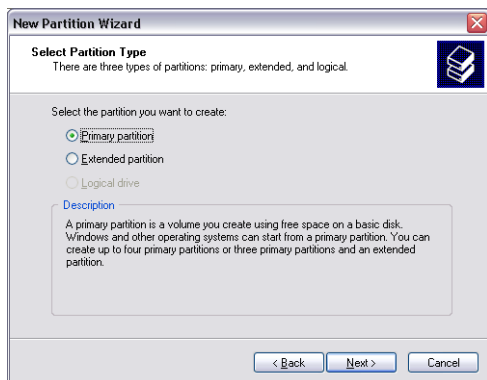 New Partition Wizard
Select Partition Type
There are three types of partitions: primary, extended, and logical.
Select the partition you want to create:
Primary partition
Extended partition
Logical drive
Description
A primary partition is a volume you create using free space on a basic disk.
Windows and other operating systems can start from a primary partition. You can
create up to four primary partitions or three primary partitions and an extended
partition.
< Back Next > Cancel